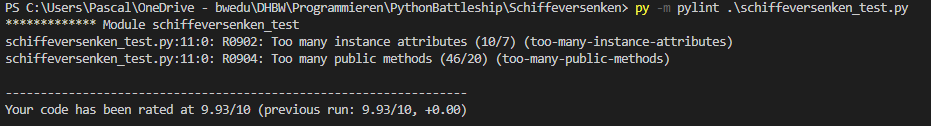 PS C:\Users\Pascal\OneDrive - bwedu\DHBW\Programmieren\PythonBattleship\Schiffeversenken> py -m pylint .\schiffeversenken_test.py
************* Module schiffeversenken_test
schiffeversenken_test.py:11:0: R0902: Too many instance attributes (10/7) (too-many-instance-attributes)
schiffeversenken_test.py:11:0: R0904: Too many public methods (46/20) (too-many-public-methods)
------------------------------------------------------------------
Your code has been rated at 9.93/10 (previous run: 9.93/10, +0.00)